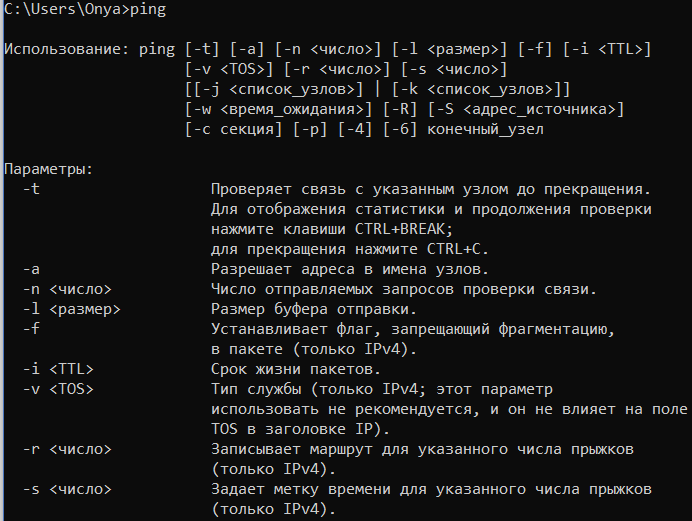 C:\Users\Onya>ping
Использование: ping [-t] [-a] [-n <число>] [-l <размер>] [-f] [-i <TTL>]
[-v <TOS>] [-r <число>] [-s <число>]
[[-j <список_узлов>] | [-k <список_узлов>]]
[-w <время_ожидания>] [-R] [-S <адрес_источника>]
[-c секция] [-p] [-4] [-6] конечный_узел
Параметры:
-t Проверяет связь с указанным узлом до прекращения.
Для отображения статистики и продолжения проверки
нажмите клавиши CTRL+BREAK;
для прекращения нажмите CTRL+C.
-a Разрешает адреса в имена узлов.
-n <число> Число отправляемых запросов проверки связи.
-l <размер> Размер буфера отправки.
-f Устанавливает флаг, запрещающий фрагментацию,
в пакете (только IPv4).
-i <TTL> Срок жизни пакетов.
-v <TOS> Тип службы (только IPv4; этот параметр
использовать не рекомендуется, и он не влияет на поле
TOS в заголовке IP).
-r <число> Записывает маршрут для указанного числа прыжков
(только IPv4).
-s <число> Задает метку времени для указанного числа прыжков
(только IPv4).